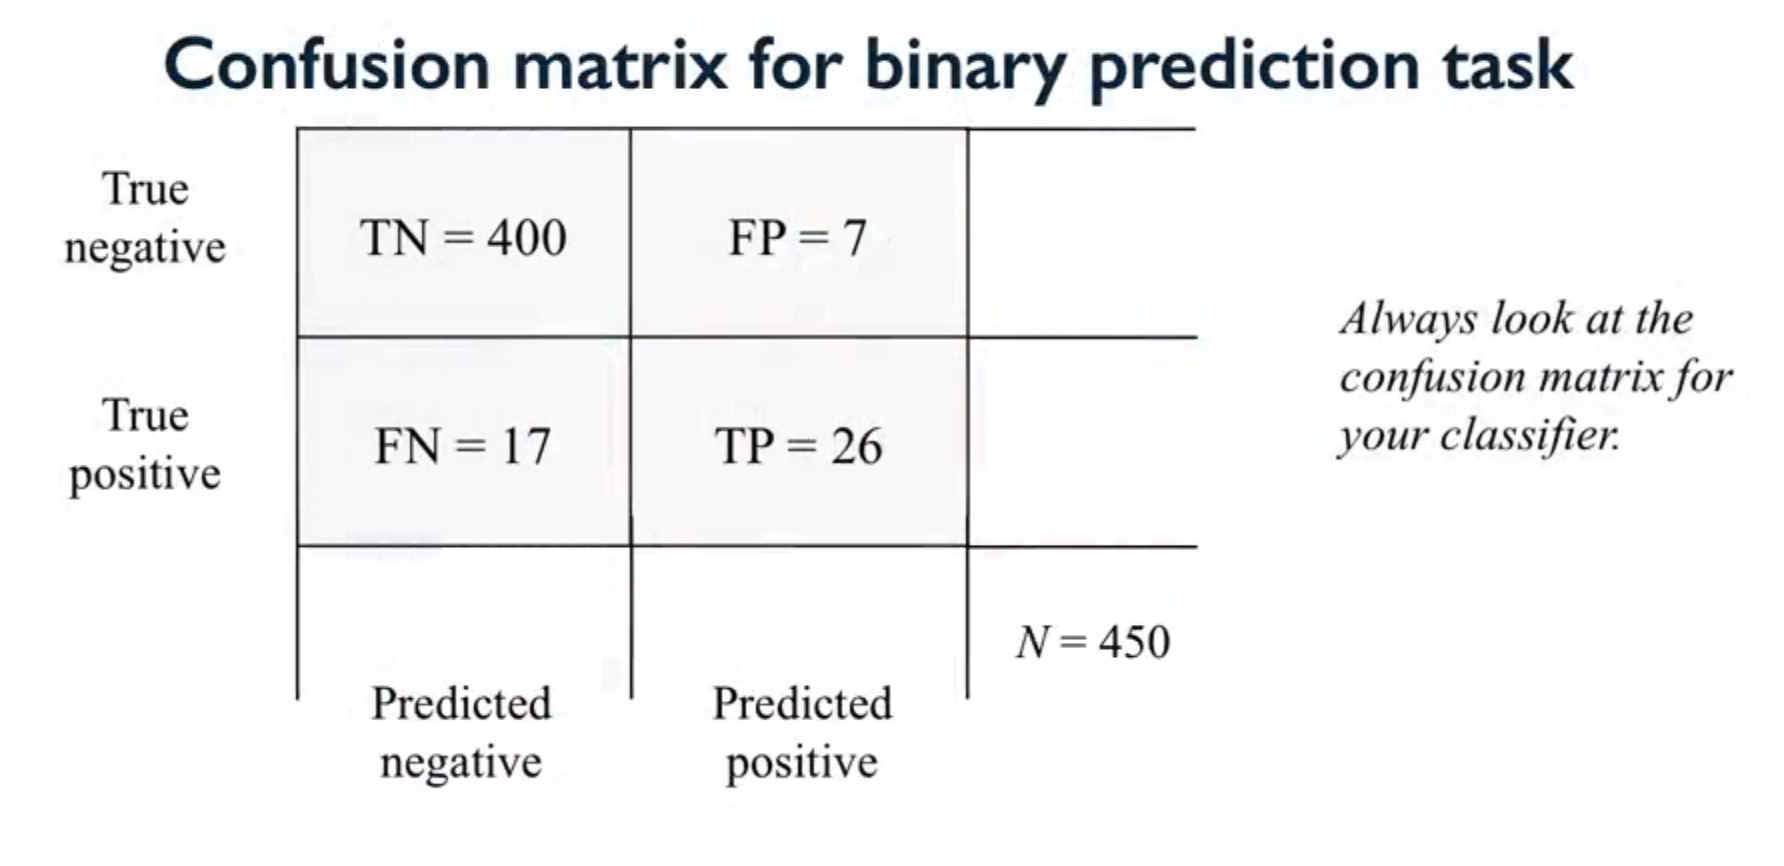 Confusion matrix for binary prediction task
True
negative
TN = 400
FP = 7
True
positive
FN = 17
TP = 26
Always look at the
confusion matrix for
your classifier.
N = 450
Predicted
negative
Predicted
positive